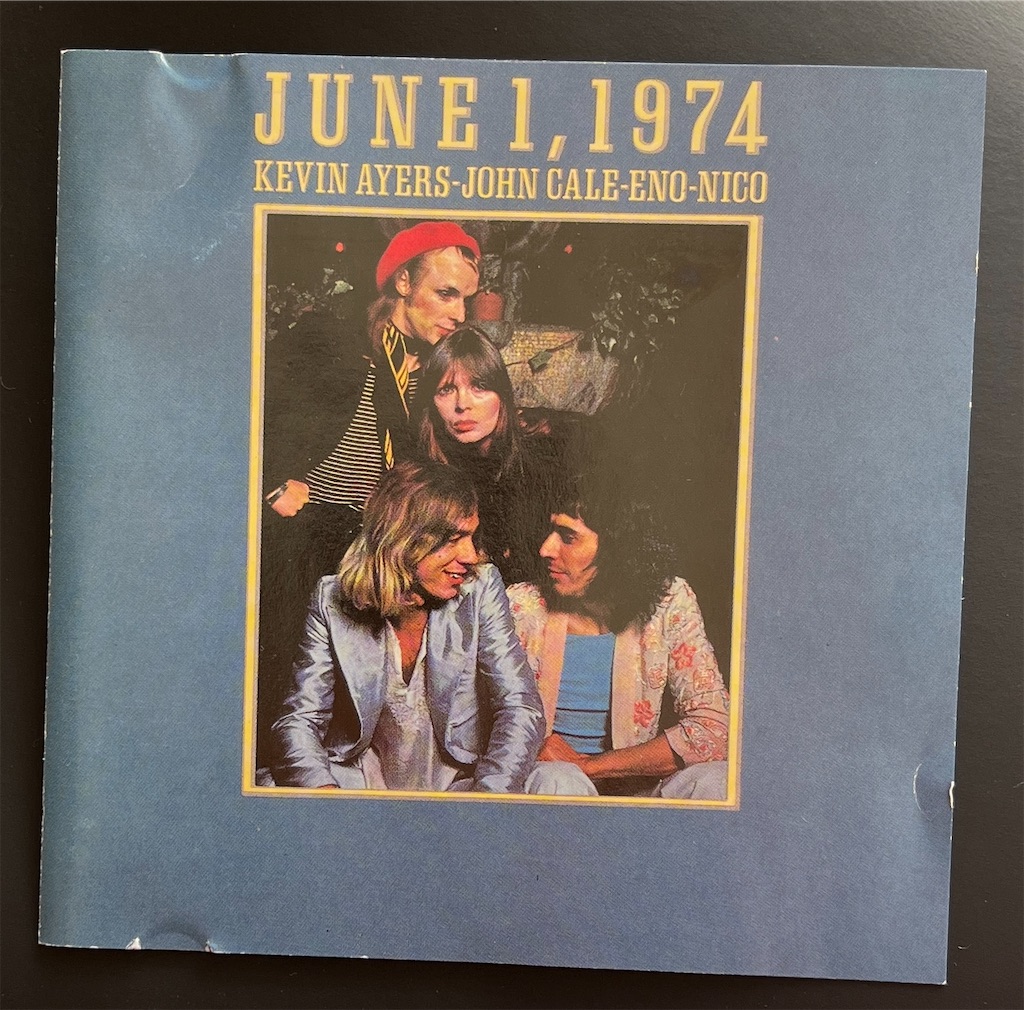 JUNE 1, 1974
KEVIN AYERS-JOHN CALE-ENO-NICO